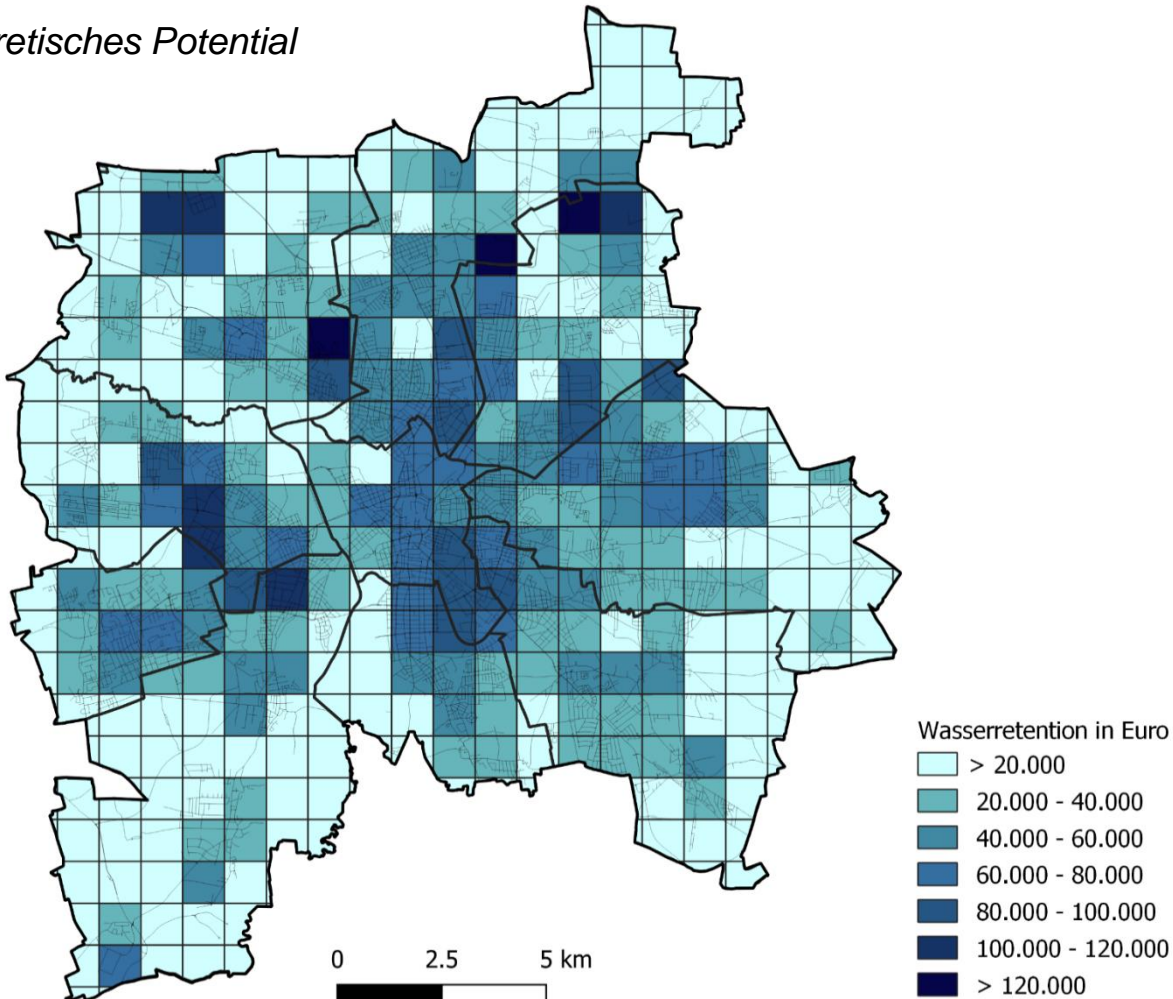 retisches Potential
Wasserretention in Euro
> 20.000
20.000 - 40.000
40.000 - 60.000
60.000 - 80.000
80.000 - 100.000
100.000 - 120.000
> 120.000
0 2.5 5 km